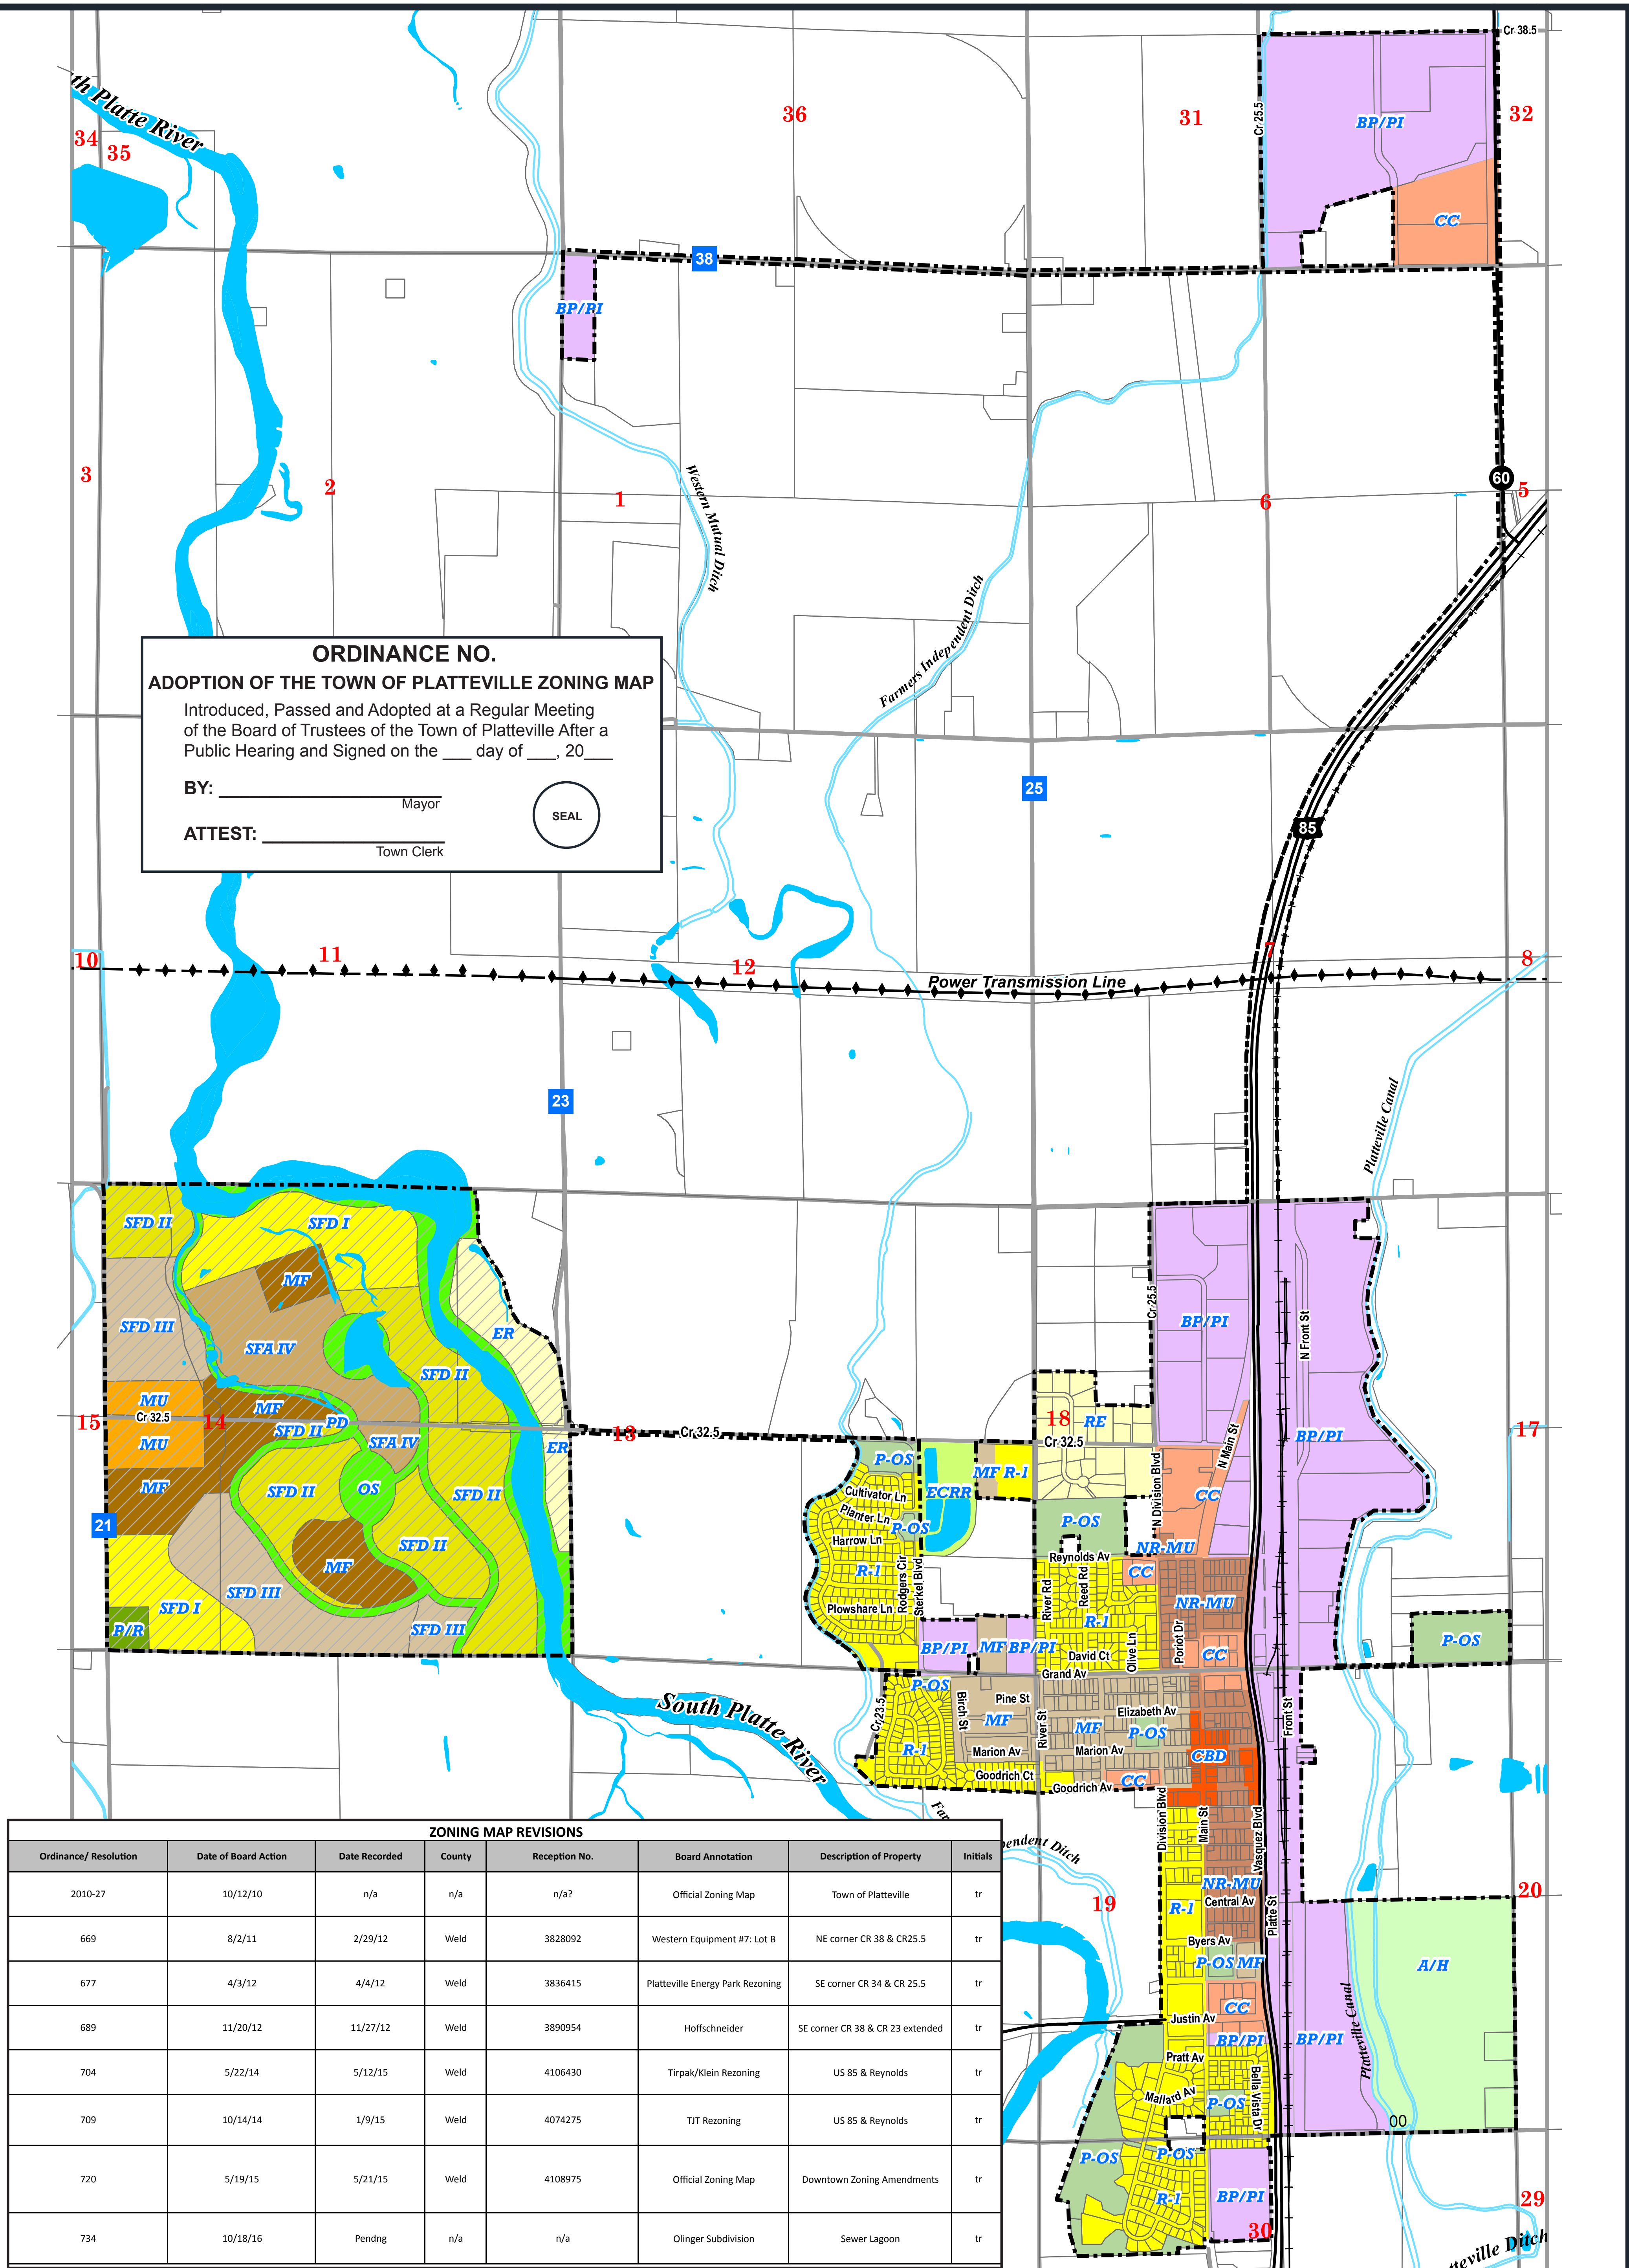 Cr 38.5
th Platte River
34
35
36
31
Cr 25.5
BP/PI
32
CC
38
BP/PI
3
2
1
Western Mutual Ditch
6
60
5
Farmers Independent Ditch
ORDINANCE NO.
ADOPTION OF THE TOWN OF PLATTEVILLE ZONING MAP
Introduced, Passed and Adopted at a Regular Meeting
of the Board of Trustees of the Town of Platteville After a
Public Hearing and Signed on the ___ day of ___, 20___
BY: ___
Mayor
SEAL
ATTEST: ___
Town Clerk
25
85
10
11
12
7
8
Power Transmission Line
23
Platteville Canal
SFD II
SFD I
MF
SFD III
SFA IV
ER
SFD II
MU
Cr 32.5
MU
15
14
MF
SFD II
PD
SFA IV
ER
13
Cr 32.5
MF
SFD II
OS
SFD II
21
MF
SFD II
SFD III
SFD I
P/R
SFD III
Cr 25.5
BP/PI
N Front St
BP/PI
18
RE
Cr 32.5
17
P-OS
ECRR
MF
R-1
N Division Blvd
N Main St
CC
Cultivator Ln
Planter Ln
P-OS
Harrow Ln
R-1
Rodgers Cir
Sterkel Blvd
Plowshare Ln
P-OS
Reynolds Av
NR-MU
CC
River Rd
Reed Rd
NR-MU
R-1
Poriot Dr
Olive Ln
David Ct
CC
BP/PI
MF
BP/PI
Grand Av
P-OS
P-OS
Cr 23.5
Birch St
Pine St
MF
River St
Elizabeth Av
MF
P-OS
Front St
R-1
Marion Av
Marion Av
CBD
Goodrich Ct
CC
Goodrich Av
South Platte River
Far
pendent Ditch
Division Blvd
Main St
Vasquez Blvd
NR-MU
Central Av
R-1
Platte St
19
20
Byers Av
P-OS
MF
A/H
CC
Justin Av
BP/PI
BP/PI
Platteville Canal
Pratt Av
Mallard Av
Bella Vista Dr
P-OS
00
P-OS
P-OS
R-1
BP/PI
30
29
tteville Ditch
ZONING MAP REVISIONS
Ordinance/ Resolution Date of Board Action Date Recorded County Reception No. Board Annotation Description of Property Initials
2010-27 10/12/10 n/a n/a n/a? Official Zoning Map Town of Platteville tr
669 8/2/11 2/29/12 Weld 3828092 Western Equipment #7: Lot B NE corner CR 38 & CR25.5 tr
677 4/3/12 4/4/12 Weld 3836415 Platteville Energy Park Rezoning SE corner CR 34 & CR 25.5 tr
689 11/20/12 11/27/12 Weld 3890954 Hoffschneider SE corner CR 38 & CR 23 extended tr
704 5/22/14 5/12/15 Weld 4106430 Tirpak/Klein Rezoning US 85 & Reynolds tr
709 10/14/14 1/9/15 Weld 4074275 TJT Rezoning US 85 & Reynolds tr
720 5/19/15 5/21/15 Weld 4108975 Official Zoning Map Downtown Zoning Amendments tr
734 10/18/16 Pendng n/a n/a Olinger Subdivision Sewer Lagoon tr